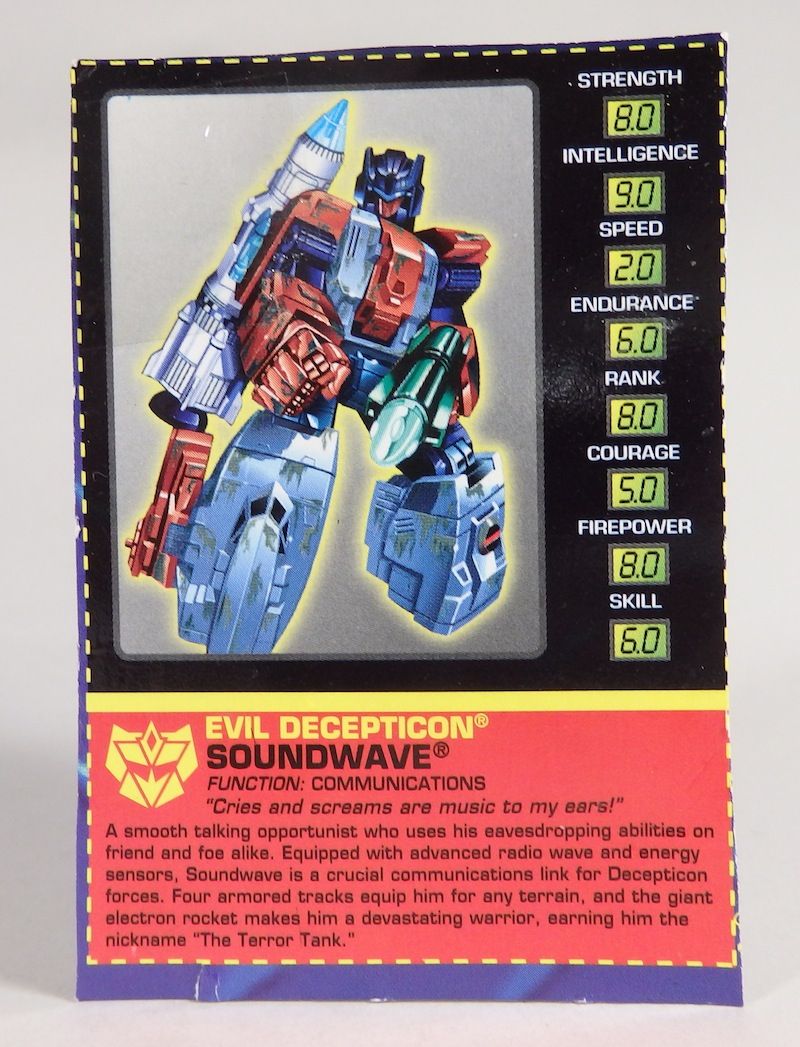 STRENGTH
8.0
INTELLIGENCE
9.0
SPEED
2.0
ENDURANCE
6.0
RANK
8.0
COURAGE
5.0
FIREPOWER
8.0
SKILL
6.0
EVIL DECEPTICON®
SOUNDWAVE®
FUNCTION: COMMUNICATIONS
"Cries and screams are music to my ears!"
A smooth talking opportunist who uses his eavesdropping abilities on
friend and foe alike. Equipped with advanced radio wave and energy
sensors, Soundwave is a crucial communications link for Decepticon
forces. Four armored tracks equip him for any terrain, and the giant
electron rocket makes him a devastating warrior, earning him the
nickname "The Terror Tank."